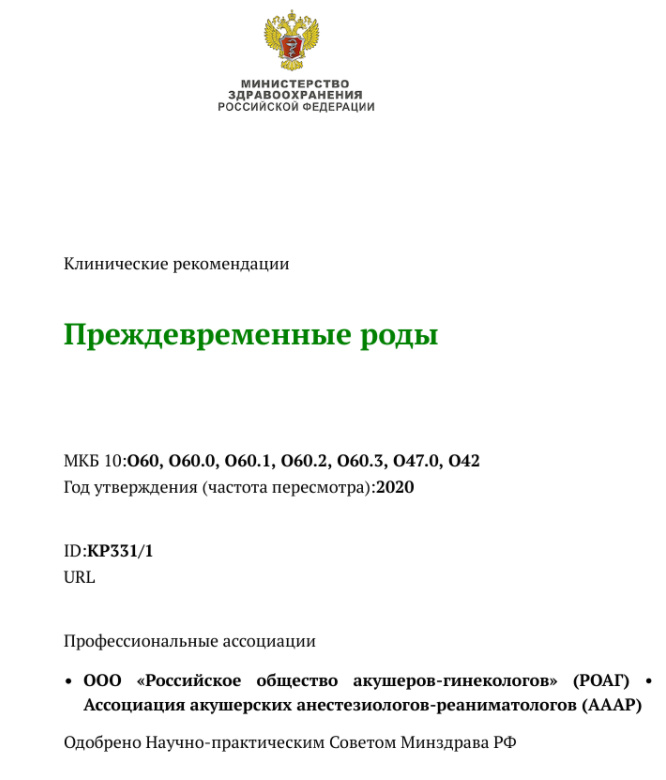 МИНИСТЕРСТВО
ЗДРАВООХРАНЕНИЯ
РОССИЙСКОЙ ФЕДЕРАЦИИ
Клинические рекомендации
Преждевременные роды
МКБ 10:O60, O60.0, O60.1, O60.2, O60.3, O47.0, O42
Год утверждения (частота пересмотра):2020
ID:КР331/1
URL
Профессиональные ассоциации
• ООО «Российское общество акушеров-гинекологов» (РОАГ) •
Ассоциация акушерских анестезиологов-реаниматологов (АААР)
Одобрено Научно-практическим Советом Минздрава РФ